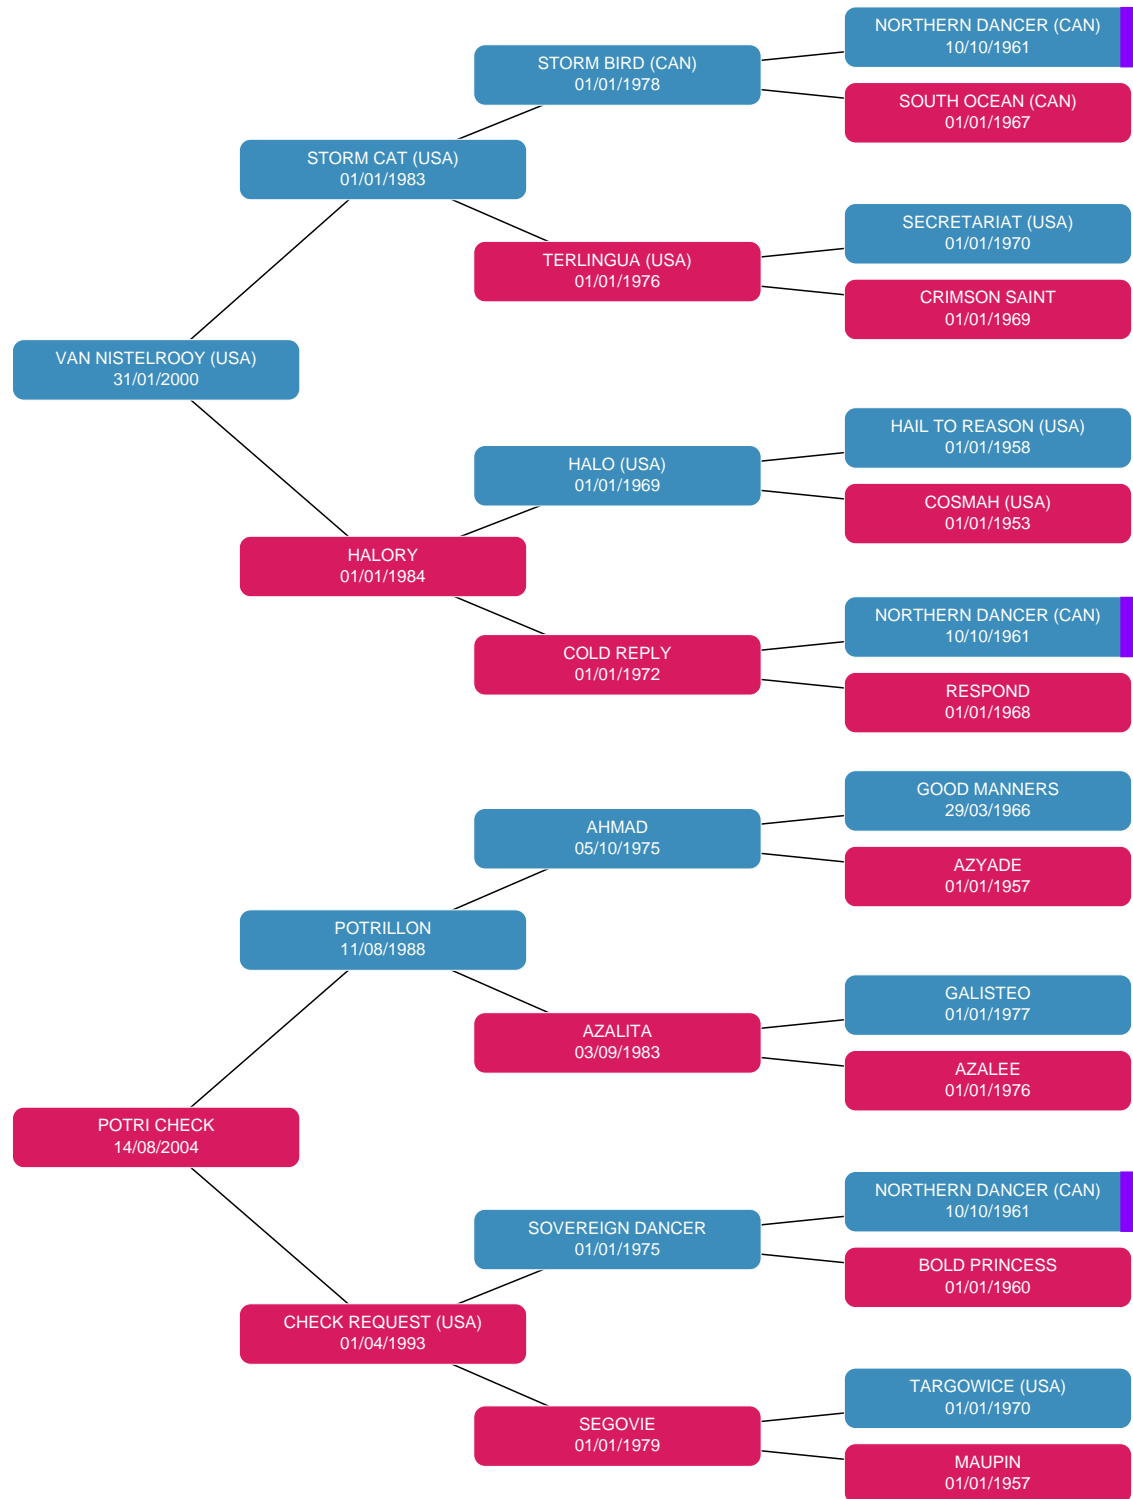 NORTHERN DANCER (CAN)
10/10/1961
STORM BIRD (CAN)
01/01/1978
SOUTH OCEAN (CAN)
01/01/1967
STORM CAT (USA)
01/01/1983
SECRETARIAT (USA)
01/01/1970
TERLINGUA (USA)
01/01/1976
CRIMSON SAINT
01/01/1969
VAN NISTELROOY (USA)
31/01/2000
HAIL TO REASON (USA)
01/01/1958
HALO (USA)
01/01/1969
COSMAH (USA)
01/01/1953
HALORY
01/01/1984
NORTHERN DANCER (CAN)
10/10/1961
COLD REPLY
01/01/1972
RESPOND
01/01/1968
GOOD MANNERS
29/03/1966
AHMAD
05/10/1975
AZYADE
01/01/1957
POTRILLON
11/08/1988
GALISTEO
01/01/1977
AZALITA
03/09/1983
AZALEE
01/01/1976
POTRI CHECK
14/08/2004
NORTHERN DANCER (CAN)
10/10/1961
SOVEREIGN DANCER
01/01/1975
BOLD PRINCESS
01/01/1960
CHECK REQUEST (USA)
01/04/1993
TARGOWICE (USA)
01/01/1970
SEGOVIE
01/01/1979
MAUPIN
01/01/1957